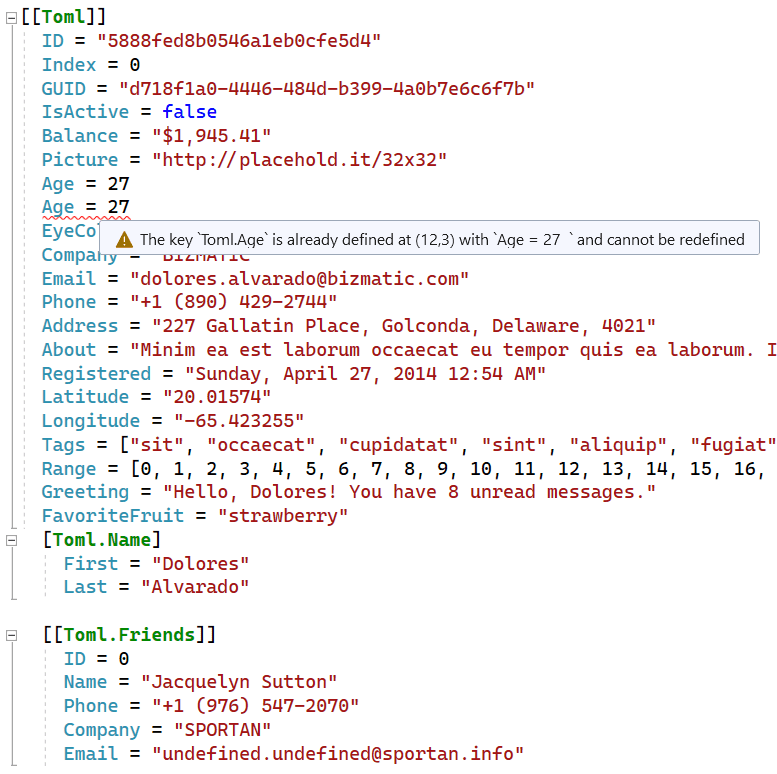 [[Toml]]
ID = "5888fed8b0546a1eb0cfe5d4"
Index = 0
GUID = "d718f1a0-4446-484d-b399-4a0b7e6c6f7b"
IsActive = false
Balance = "$1,945.41"
Picture = "http://placehold.it/32x32"
Age = 27
Age = 27
EyeCo
The key `Toml.Age` is already defined at (12,3) with `Age = 27  ` and cannot be redefined
Company = "BIZMATIC"
Email = "dolores.alvarado@bizmatic.com"
Phone = "+1 (890) 429-2744"
Address = "227 Gallatin Place, Golconda, Delaware, 4021"
About = "Minim ea est laborum occaecat eu tempor quis ea laborum. I
Registered = "Sunday, April 27, 2014 12:54 AM"
Latitude = "20.01574"
Longitude = "-65.423255"
Tags = ["sit", "occaecat", "cupidatat", "sint", "aliquip", "fugiat"
Range = [0, 1, 2, 3, 4, 5, 6, 7, 8, 9, 10, 11, 12, 13, 14, 15, 16,
Greeting = "Hello, Dolores! You have 8 unread messages."
FavoriteFruit = "strawberry"
[Toml.Name]
First = "Dolores"
Last = "Alvarado"
[[Toml.Friends]]
ID = 0
Name = "Jacquelyn Sutton"
Phone = "+1 (976) 547-2070"
Company = "SPORTAN"
Email = "undefined.undefined@sportan.info"